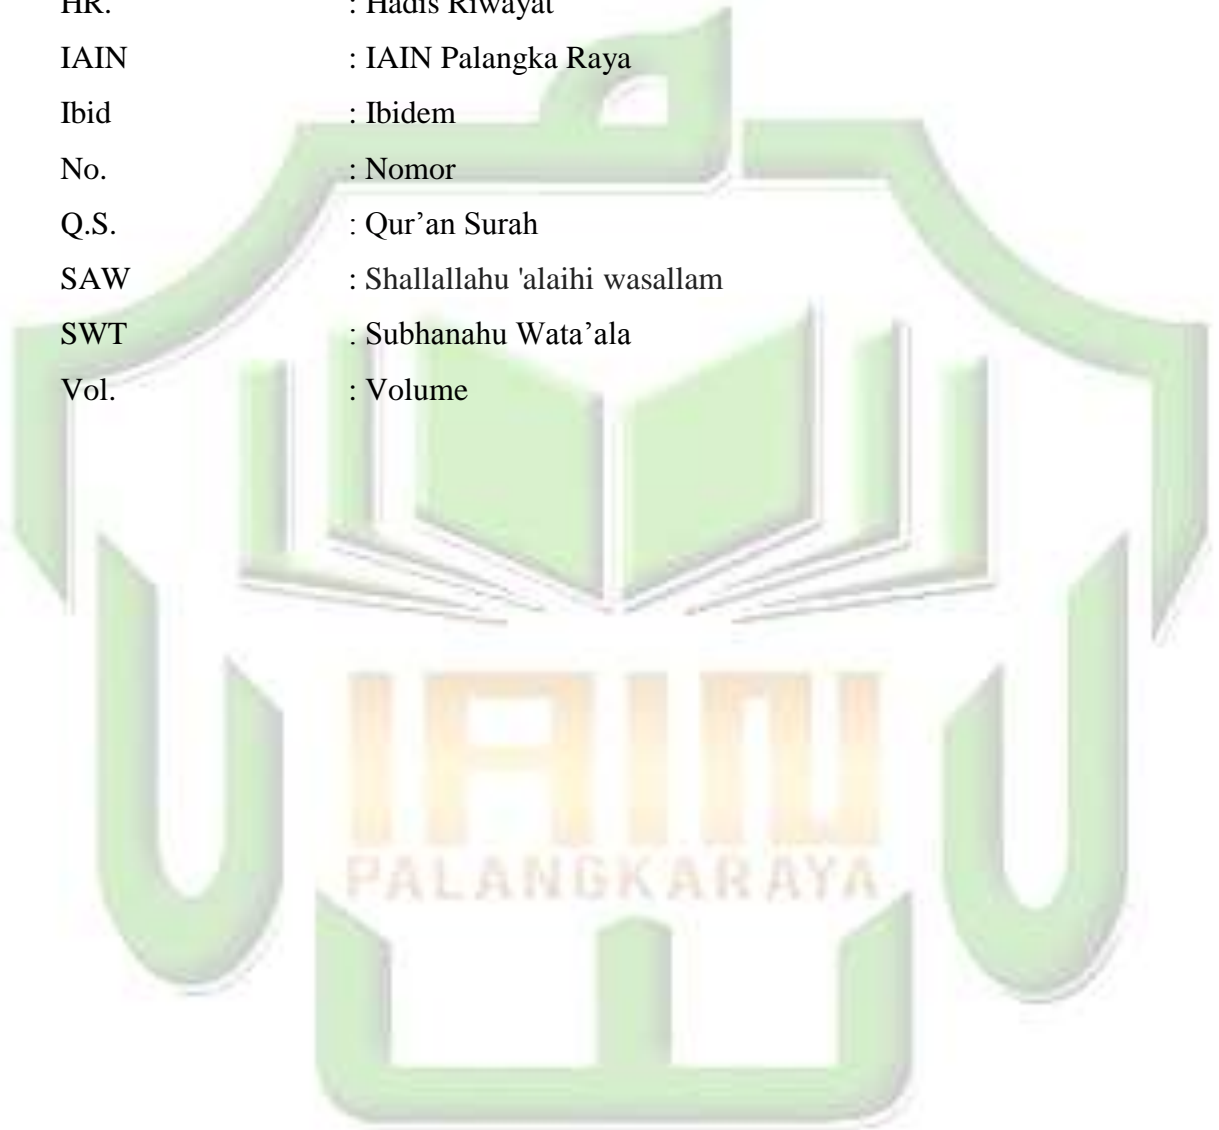 HR. : Hadis Riwayat
IAIN : IAIN Palangka Raya
Ibid : Ibidem
No. : Nomor
Q.S. : Qur’an Surah
SAW : Shallallahu 'alaihi wasallam
SWT : Subhanahu Wata’ala
Vol. : Volume
IAIN
PALANGKARAYA